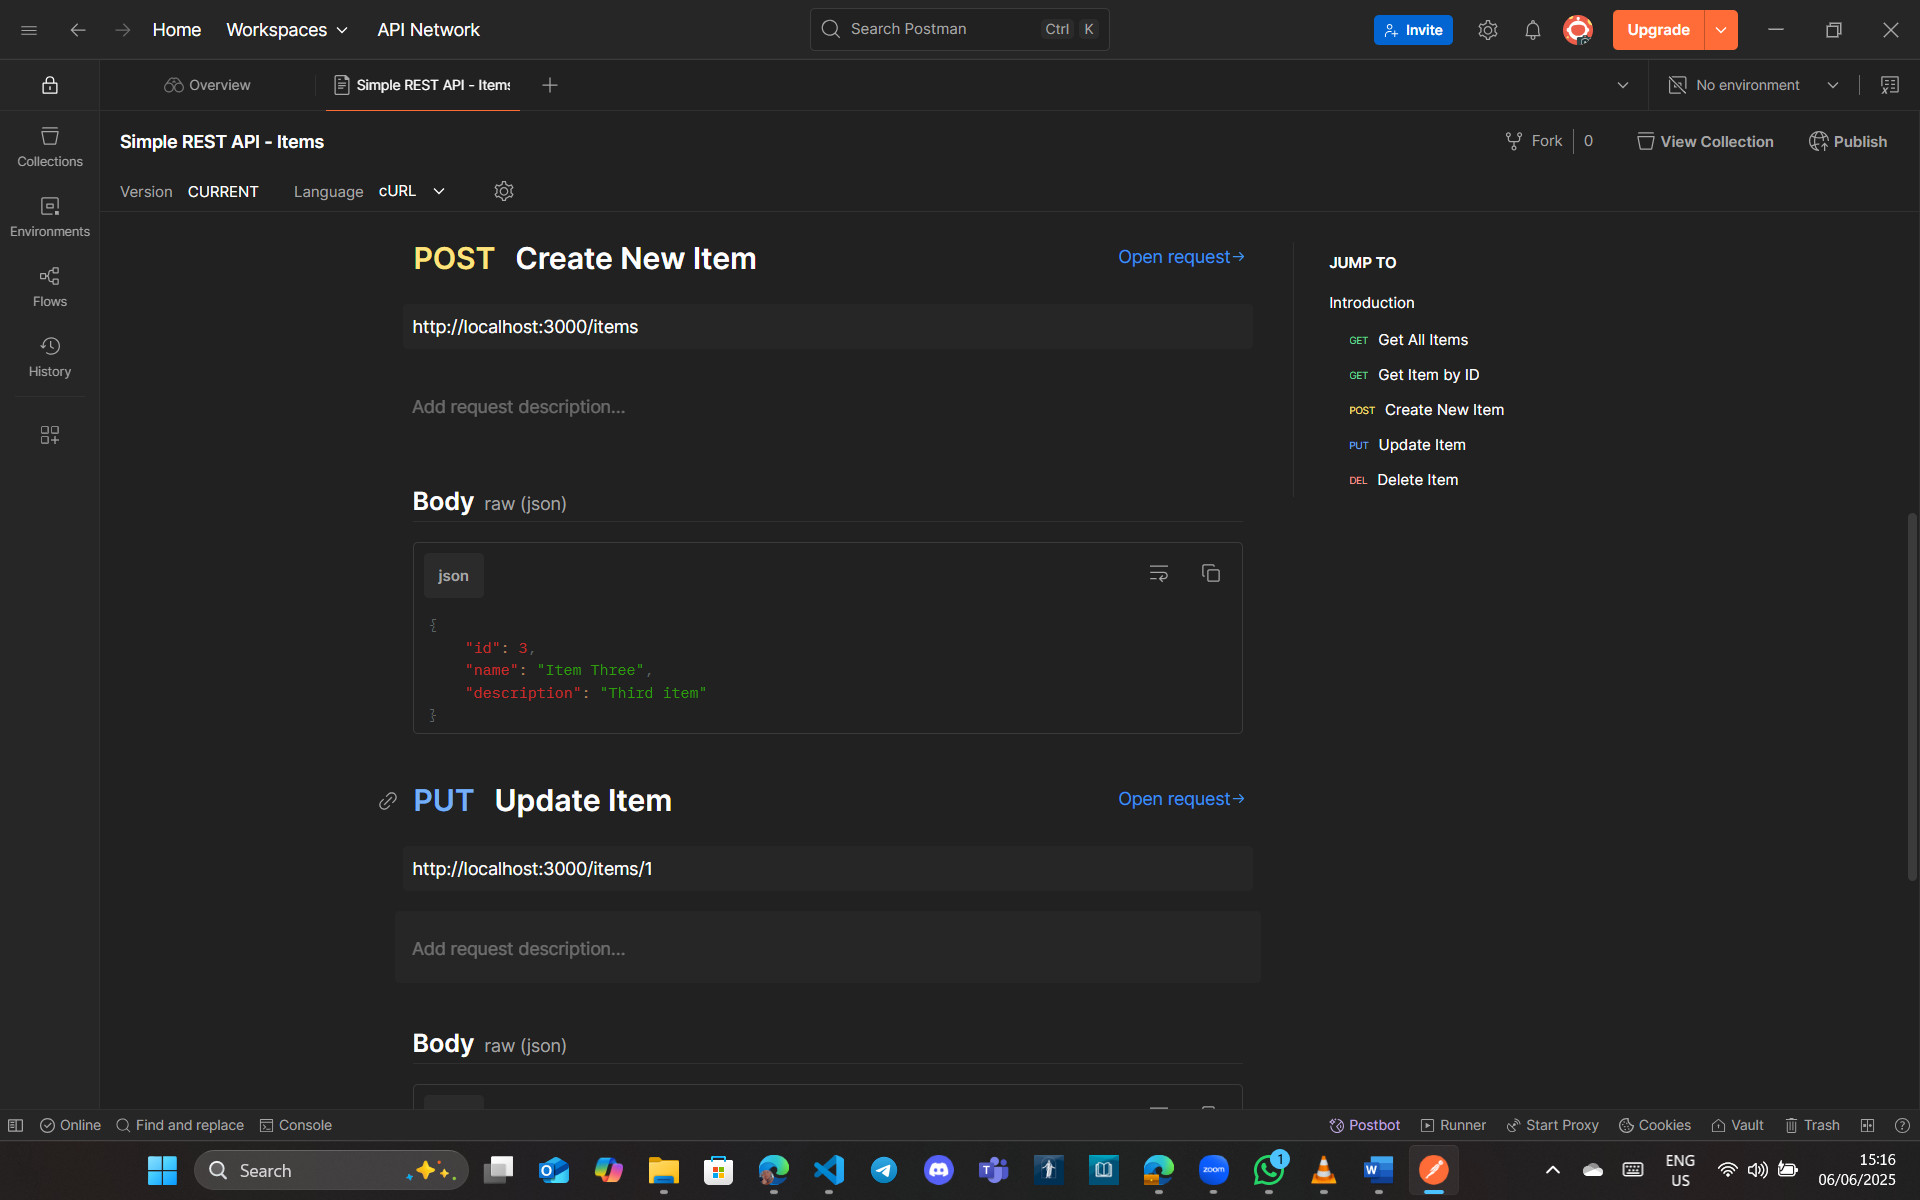 Home Workspaces API Network Search Postman Ctrl K Invite Upgrade
Overview Simple REST API - Items No environment
Simple REST API - Items Fork 0 View Collection Publish
Version CURRENT Language cURL
Collections
Environments
Flows
History
POST Create New Item Open request→
http://localhost:3000/items
Add request description...
Body raw (json)
json
{
"id": 3,
"name": "Item Three",
"description": "Third item"
}
PUT Update Item Open request→
http://localhost:3000/items/1
Add request description...
Body raw (json)
JUMP TO
Introduction
GET Get All Items
GET Get Item by ID
POST Create New Item
PUT Update Item
DEL Delete Item
Online Find and replace Console Postbot Runner Start Proxy Cookies Vault Trash
Search zoom 1 ENG US 15:16
06/06/2025